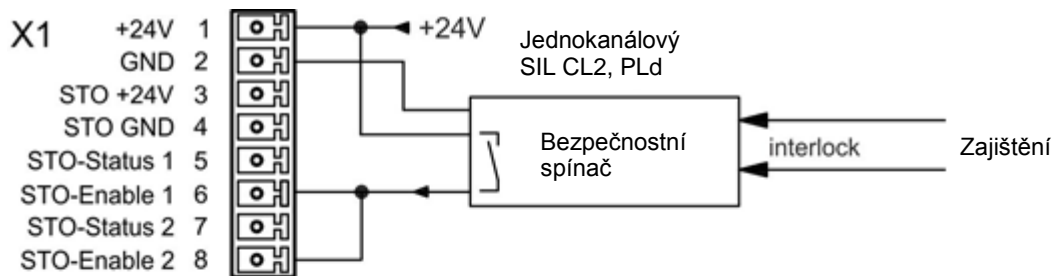 X1
+24V 1
GND 2
STO +24V 3
STO GND 4
STO-Status 1 5
STO-Enable 1 6
STO-Status 2 7
STO-Enable 2 8
+24V
Jednokanálový
SIL CL2, PLd
Bezpečnostní
spínač
interlock
Zajištění